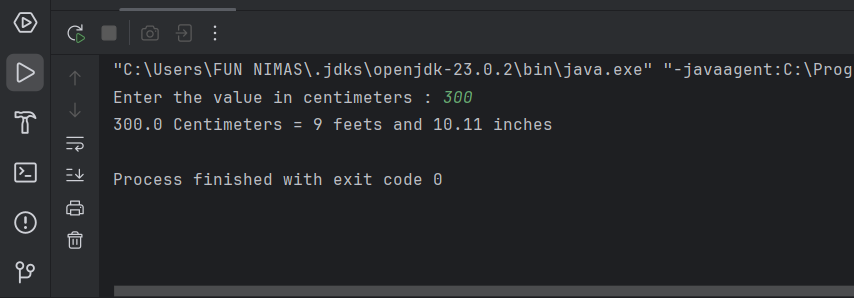 "C:\Users\FUN NIMAS\.jdks\openjdk-23.0.2\bin\java.exe" "-javaagent:C:\Prog
Enter the value in centimeters : 300
300.0 Centimeters = 9 feets and 10.11 inches
Process finished with exit code 0